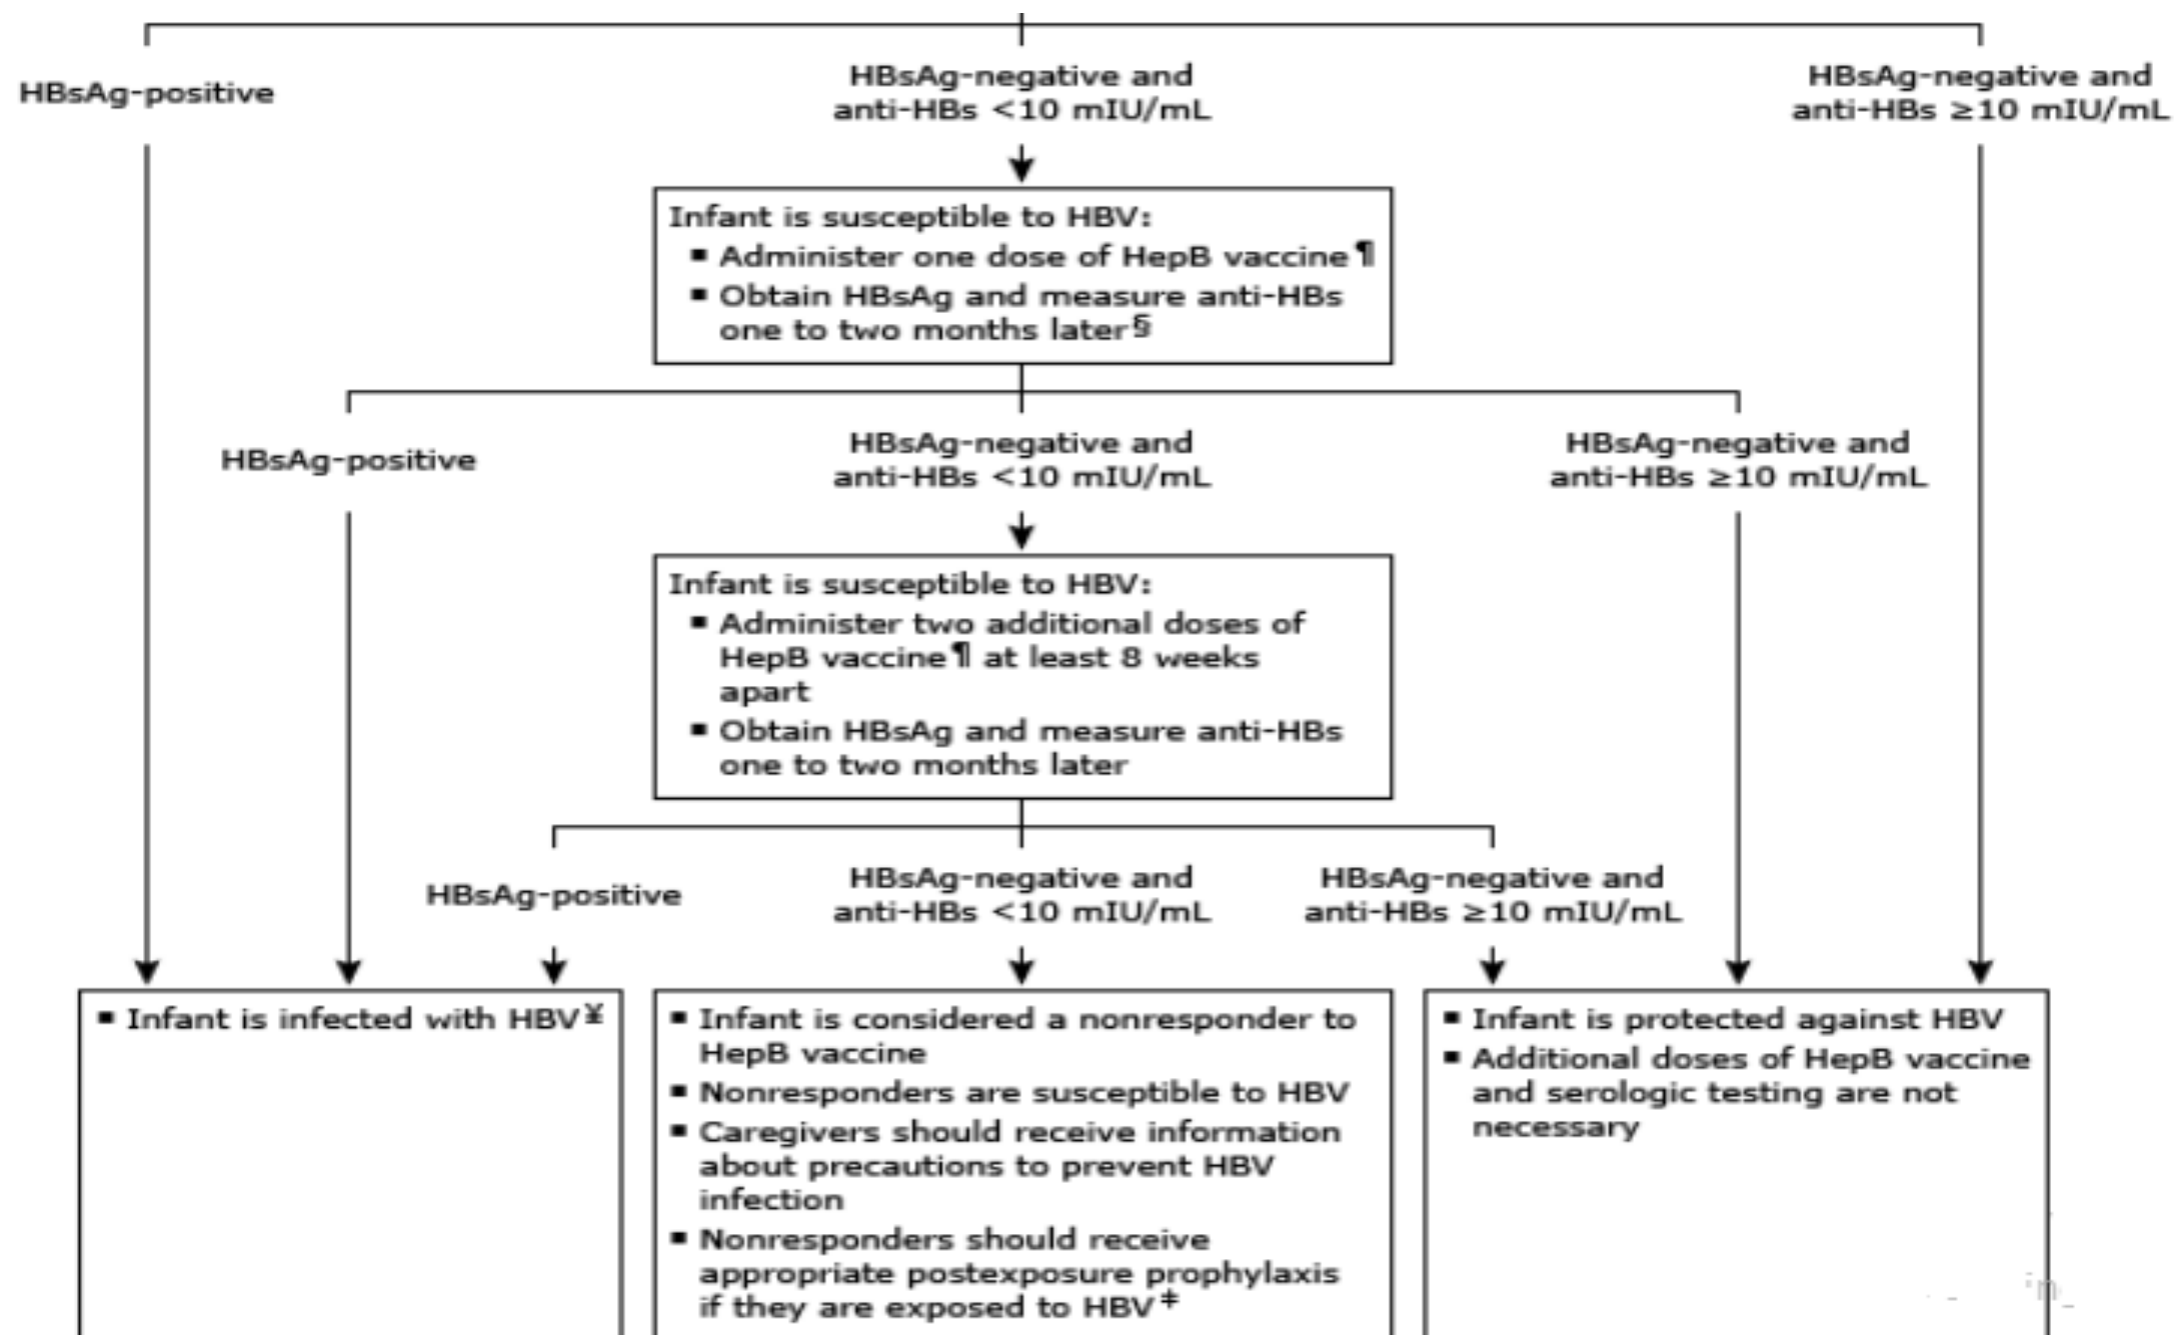 HBsAg-positive
HBsAg-negative and
anti-HBs <10 mIU/mL
HBsAg-negative and
anti-HBs ≥10 mIU/mL
Infant is susceptible to HBV:
▪ Administer one dose of HepB vaccine¶
▪ Obtain HBsAg and measure anti-HBs
one to two months later§
HBsAg-positive
HBsAg-negative and
anti-HBs <10 mIU/mL
HBsAg-negative and
anti-HBs ≥10 mIU/mL
Infant is susceptible to HBV:
▪ Administer two additional doses of
HepB vaccine¶ at least 8 weeks
apart
▪ Obtain HBsAg and measure anti-HBs
one to two months later
HBsAg-positive
HBsAg-negative and
anti-HBs <10 mIU/mL
HBsAg-negative and
anti-HBs ≥10 mIU/mL
▪ Infant is infected with HBV¥
▪ Infant is considered a nonresponder to
HepB vaccine
▪ Nonresponders are susceptible to HBV
▪ Caregivers should receive information
about precautions to prevent HBV
infection
▪ Nonresponders should receive
appropriate postexposure prophylaxis
if they are exposed to HBV‡
▪ Infant is protected against HBV
▪ Additional doses of HepB vaccine
and serologic testing are not
necessary